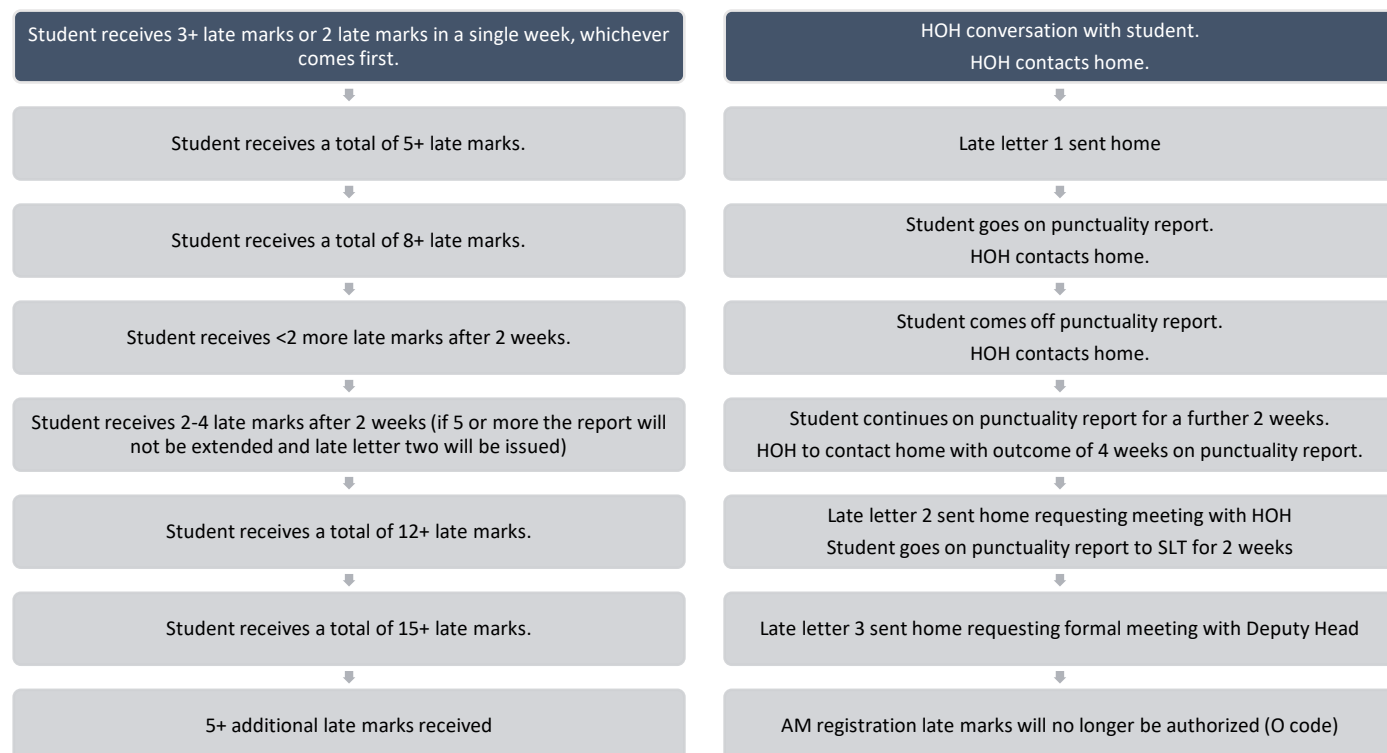 Student receives 3+ late marks or 2 late marks in a single week, whichever
comes first.
HOH conversation with student.
HOH contacts home.
Student receives a total of 5+ late marks.
Late letter 1 sent home
Student receives a total of 8+ late marks.
Student goes on punctuality report.
HOH contacts home.
Student receives <2 more late marks after 2 weeks.
Student comes off punctuality report.
HOH contacts home.
Student receives 2-4 late marks after 2 weeks (if 5 or more the report will
not be extended and late letter two will be issued)
Student continues on punctuality report for a further 2 weeks.
HOH to contact home with outcome of 4 weeks on punctuality report.
Student receives a total of 12+ late marks.
Late letter 2 sent home requesting meeting with HOH
Student goes on punctuality report to SLT for 2 weeks
Student receives a total of 15+ late marks.
Late letter 3 sent home requesting formal meeting with Deputy Head
5+ additional late marks received
AM registration late marks will no longer be authorized (O code)